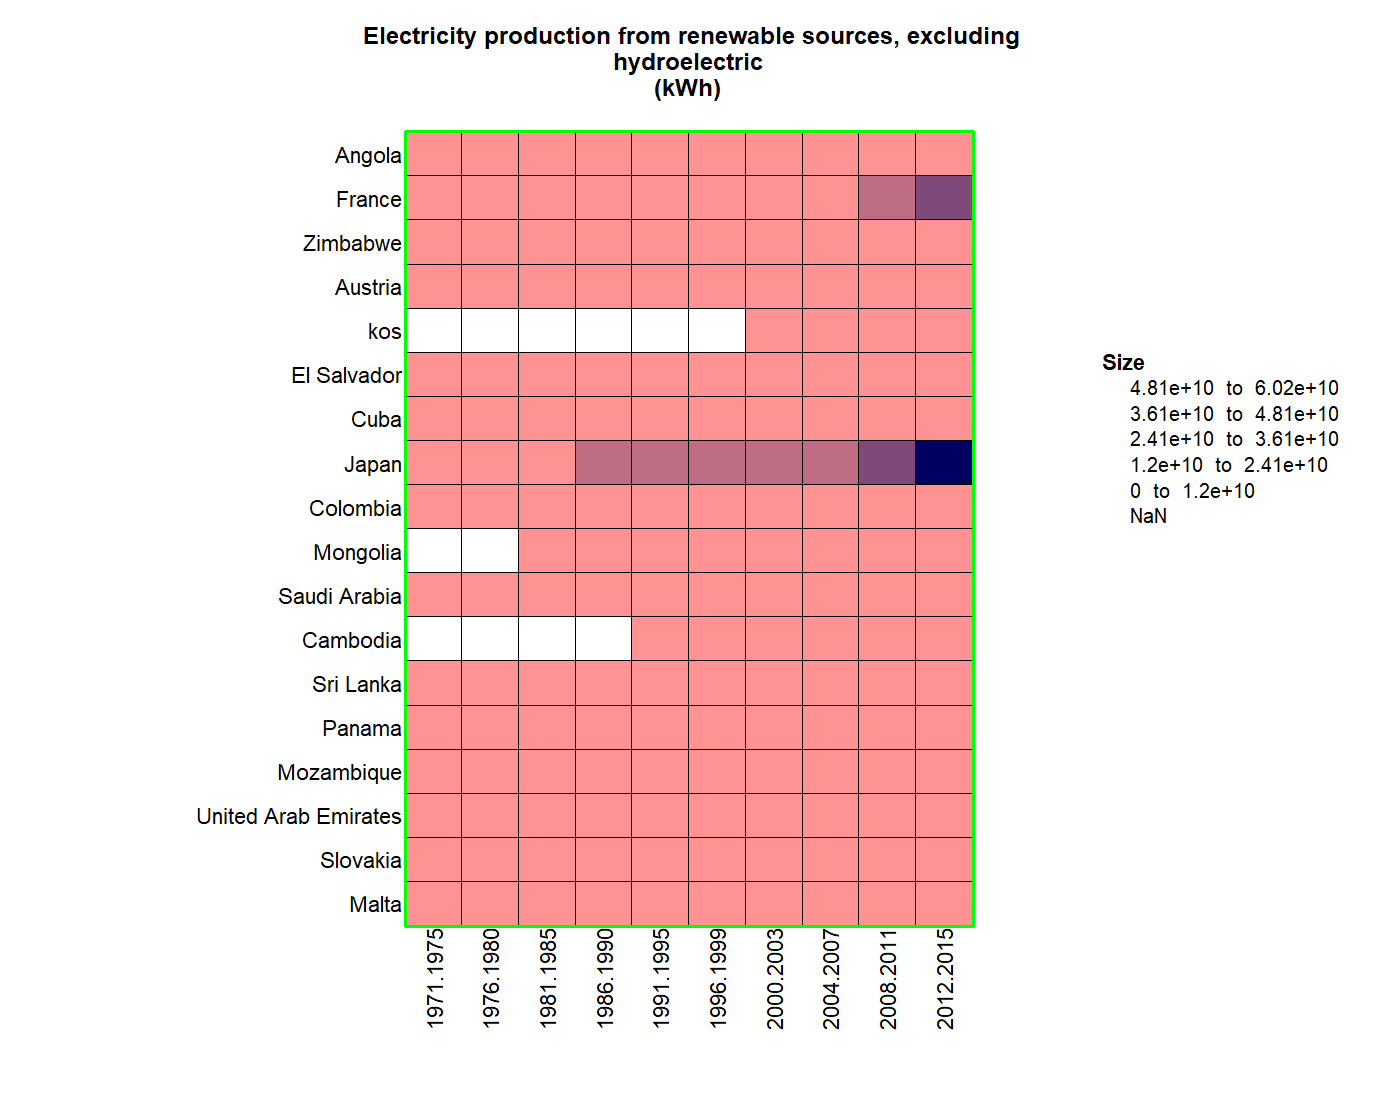 Electricity production from renewable sources, excluding
hydroelectric
(kWh)
Angola
France
Zimbabwe
Austria
kos
El Salvador
Cuba
Japan
Colombia
Mongolia
Saudi Arabia
Cambodia
Sri Lanka
Panama
Mozambique
United Arab Emirates
Slovakia
Malta
1971.1975
1976.1980
1981.1985
1986.1990
1991.1995
1996.1999
2000.2003
2004.2007
2008.2011
2012.2015
Size
4.81e+10 to 6.02e+10
3.61e+10 to 4.81e+10
2.41e+10 to 3.61e+10
1.2e+10 to 2.41e+10
0 to 1.2e+10
NaN